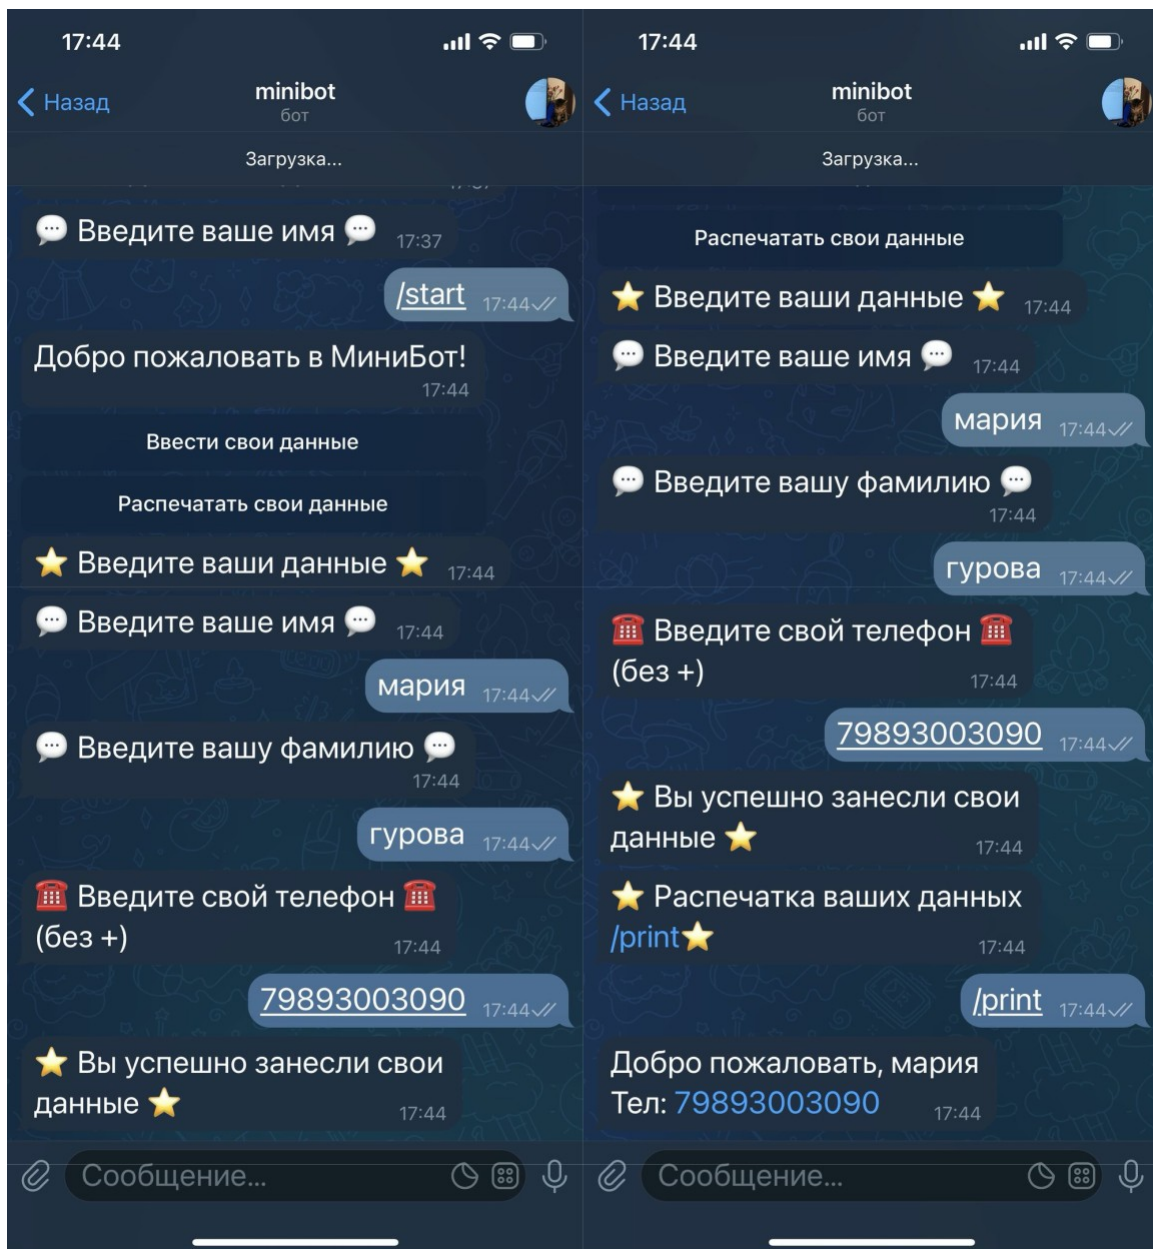 17:44
Назад
minibot
бот
Загрузка...
💬 Введите ваше имя 💬 17:37
/start 17:44
Добро пожаловать в МиниБот!
17:44
Ввести свои данные
Распечатать свои данные
⭐ Введите ваши данные ⭐ 17:44
💬 Введите ваше имя 💬 17:44
мария 17:44
💬 Введите вашу фамилию 💬
17:44
гурова 17:44
☎️ Введите свой телефон ☎️
(без +) 17:44
79893003090 17:44
⭐ Вы успешно занесли свои
данные ⭐ 17:44
Сообщение...
17:44
Назад
minibot
бот
Загрузка...
Распечатать свои данные
⭐ Введите ваши данные ⭐ 17:44
💬 Введите ваше имя 💬 17:44
мария 17:44
💬 Введите вашу фамилию 💬
17:44
гурова 17:44
☎️ Введите свой телефон ☎️
(без +) 17:44
79893003090 17:44
⭐ Вы успешно занесли свои
данные ⭐ 17:44
⭐ Распечатка ваших данных
/print⭐ 17:44
/print 17:44
Добро пожаловать, мария
Тел: 79893003090 17:44
Сообщение...